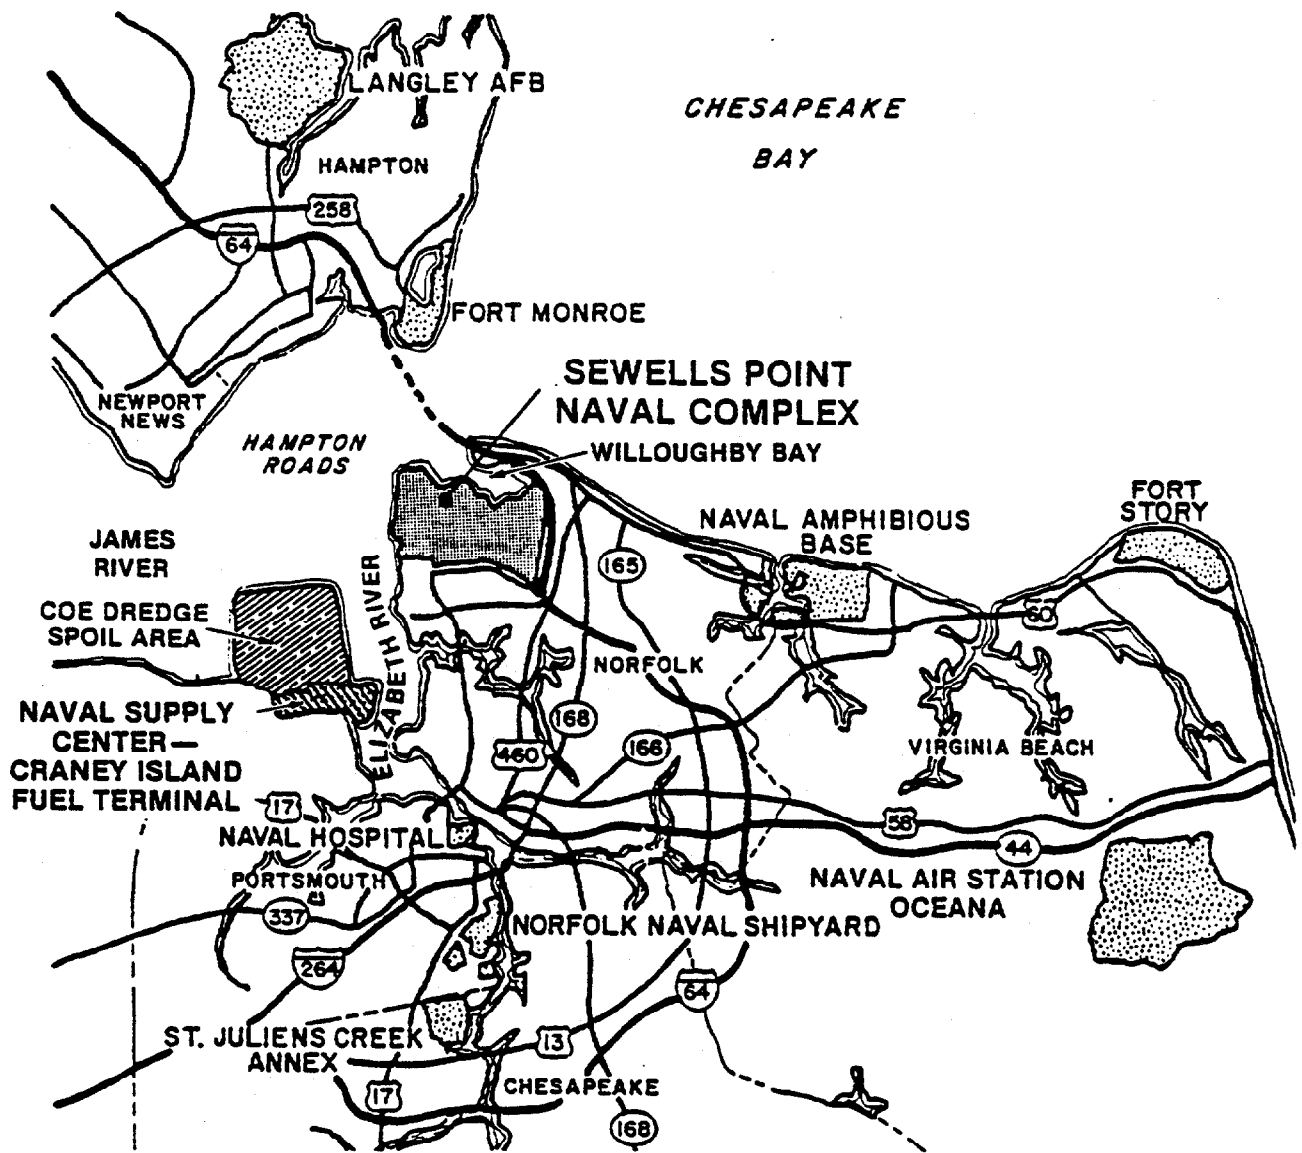 LANGLEY AFB
CHESAPEAKE
BAY
HAMPTON
258
64
FORT MONROE
SEWELLS POINT
NAVAL COMPLEX
NEWPORT
NEWS
HAMPTON
ROADS
WILLOUGHBY BAY
FORT
STORY
NAVAL AMPHIBIOUS
BASE
JAMES
RIVER
165
ELIZABETH RIVER
COE DREDGE
SPOIL AREA
60
NORFOLK
NAVAL SUPPLY
CENTER—
CRANEY ISLAND
FUEL TERMINAL
168
460
166
VIRGINIA BEACH
17
58
NAVAL HOSPITAL
44
PORTSMOUTH
NAVAL AIR STATION
OCEANA
337
NORFOLK NAVAL SHIPYARD
264
64
ST. JULIENS CREEK
ANNEX
13
17
CHESAPEAKE
168